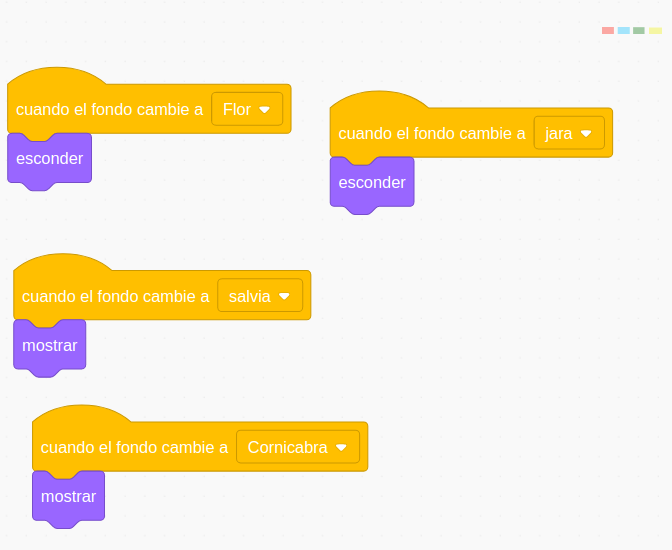 cuando el fondo cambie a Flor
esconder
cuando el fondo cambie a jara
esconder
cuando el fondo cambie a salvia
mostrar
cuando el fondo cambie a Cornicabra
mostrar